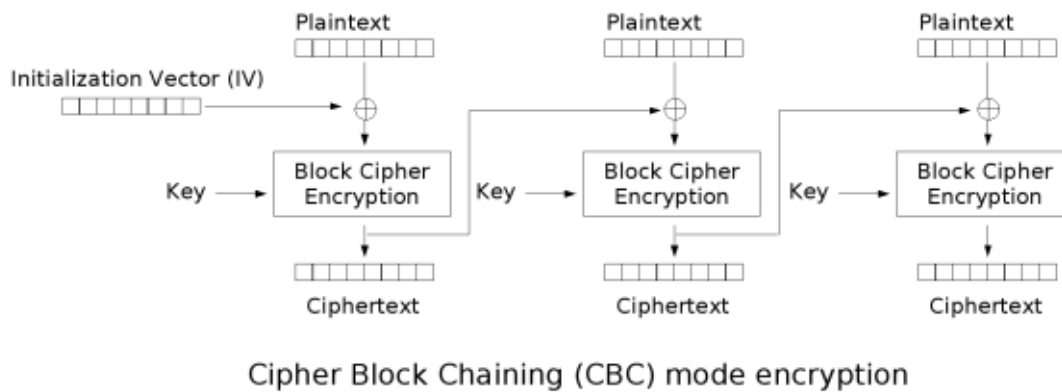 Plaintext
Plaintext
Plaintext
Initialization Vector (IV)
Block Cipher
Encryption
Block Cipher
Encryption
Block Cipher
Encryption
Key
Key
Key
Ciphertext
Ciphertext
Ciphertext
Cipher Block Chaining (CBC) mode encryption